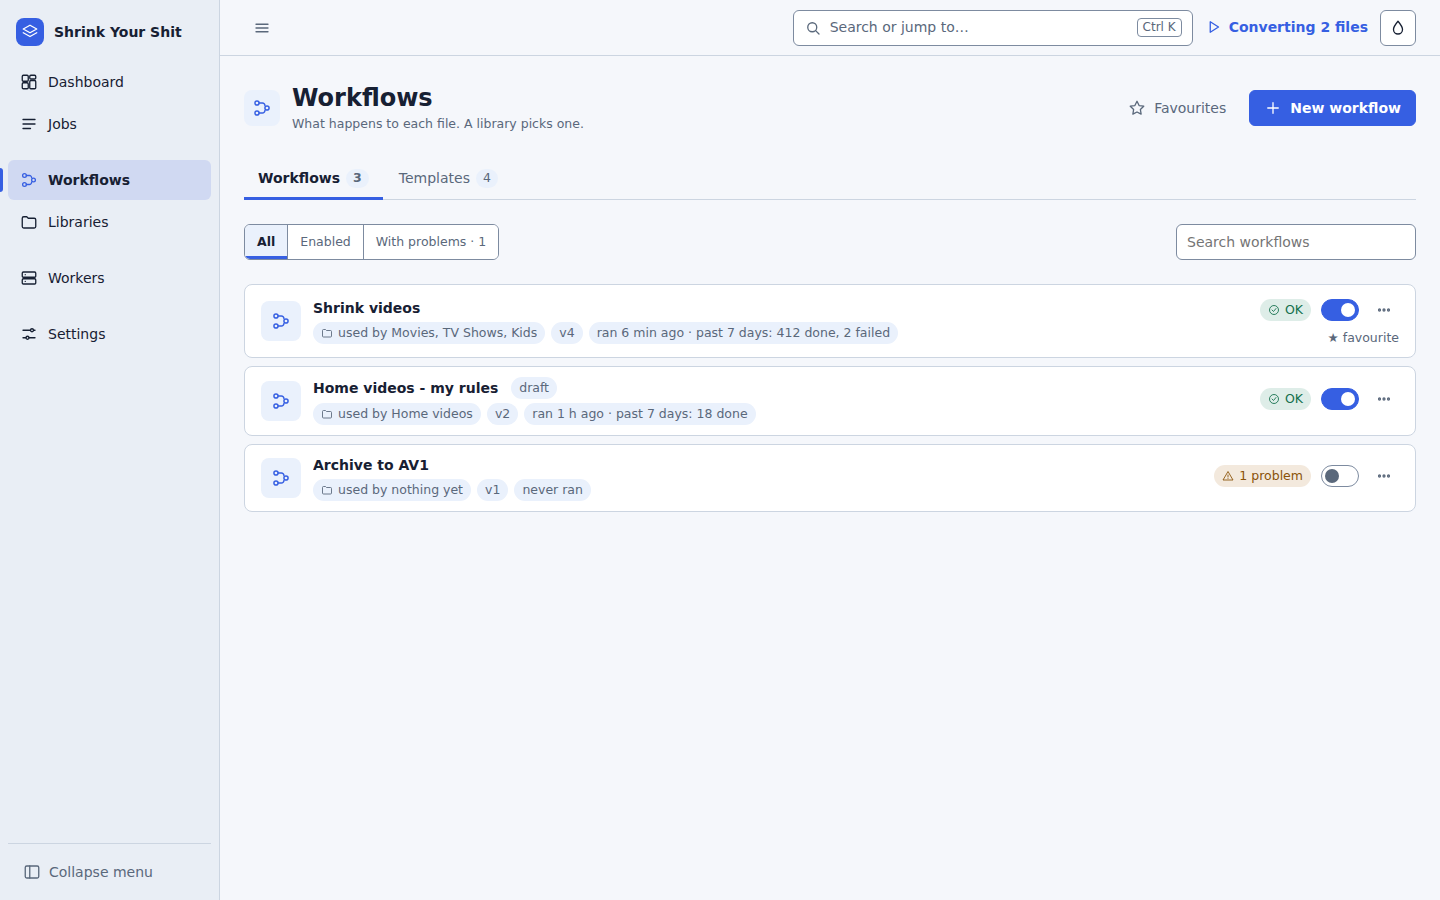 Shrink Your Shit
Dashboard
Jobs
Workflows
Libraries
Workers
Settings
Collapse menu
Search or jump to...
Ctrl K
Converting 2 files
Workflows
What happens to each file. A library picks one.
Favourites
New workflow
Workflows 3
Templates 4
All
Enabled
With problems · 1
Search workflows
Shrink videos
used by Movies, TV Shows, Kids
v4
ran 6 min ago · past 7 days: 412 done, 2 failed
OK
★ favourite
Home videos - my rules
draft
used by Home videos
v2
ran 1 h ago · past 7 days: 18 done
OK
Archive to AV1
used by nothing yet
v1
never ran
1 problem